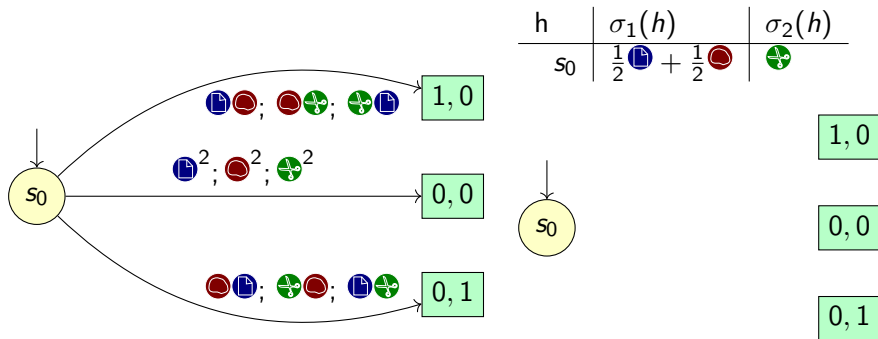 h σ₁(h) σ₂(h)
s₀ ½ + ½
1, 0
; ;
² ; ² ; ²
s₀
0, 0
; ;
0, 1
1, 0
s₀
0, 0
0, 1